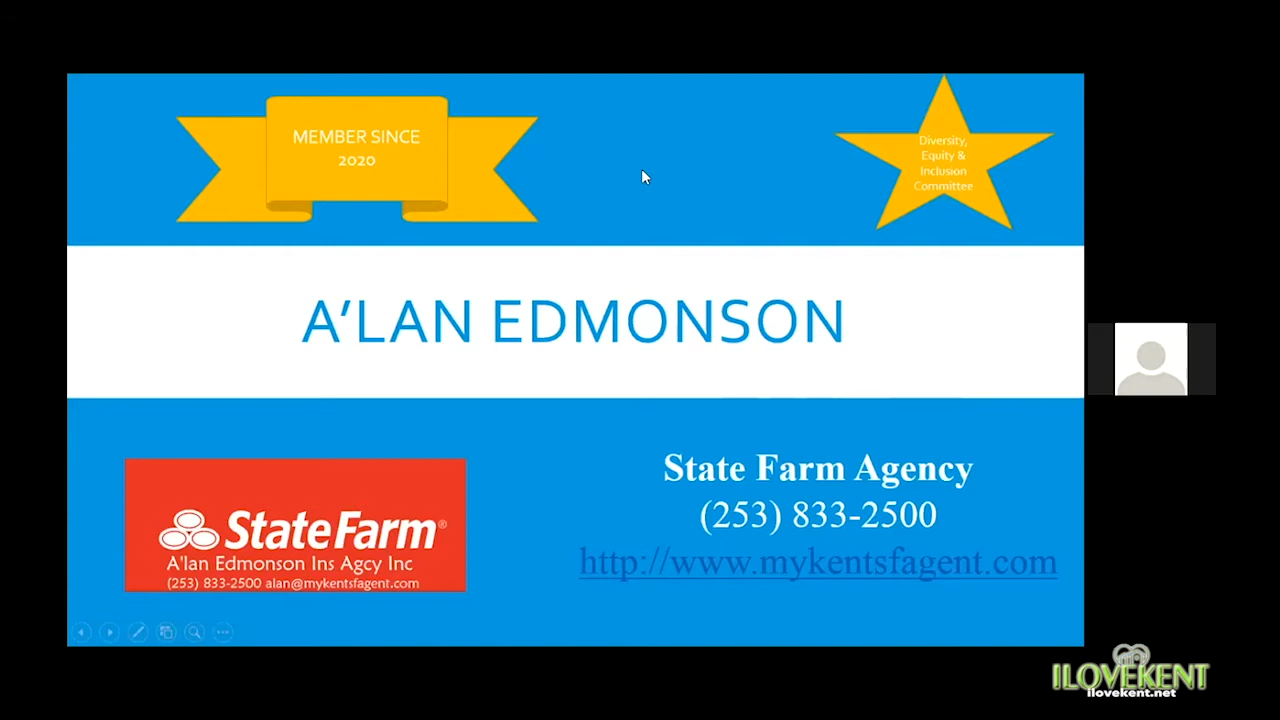 MEMBER SINCE
2020
Diversity,
Equity &
Inclusion
Committee
A'LAN EDMONSON
State Farm Agency
(253) 833-2500
http://www.mykentsfagent.com
StateFarm®
A'lan Edmonson Ins Agcy Inc
(253) 833-2500 alan@mykentsfagent.com
ILOVEKENT
ilovekent.net